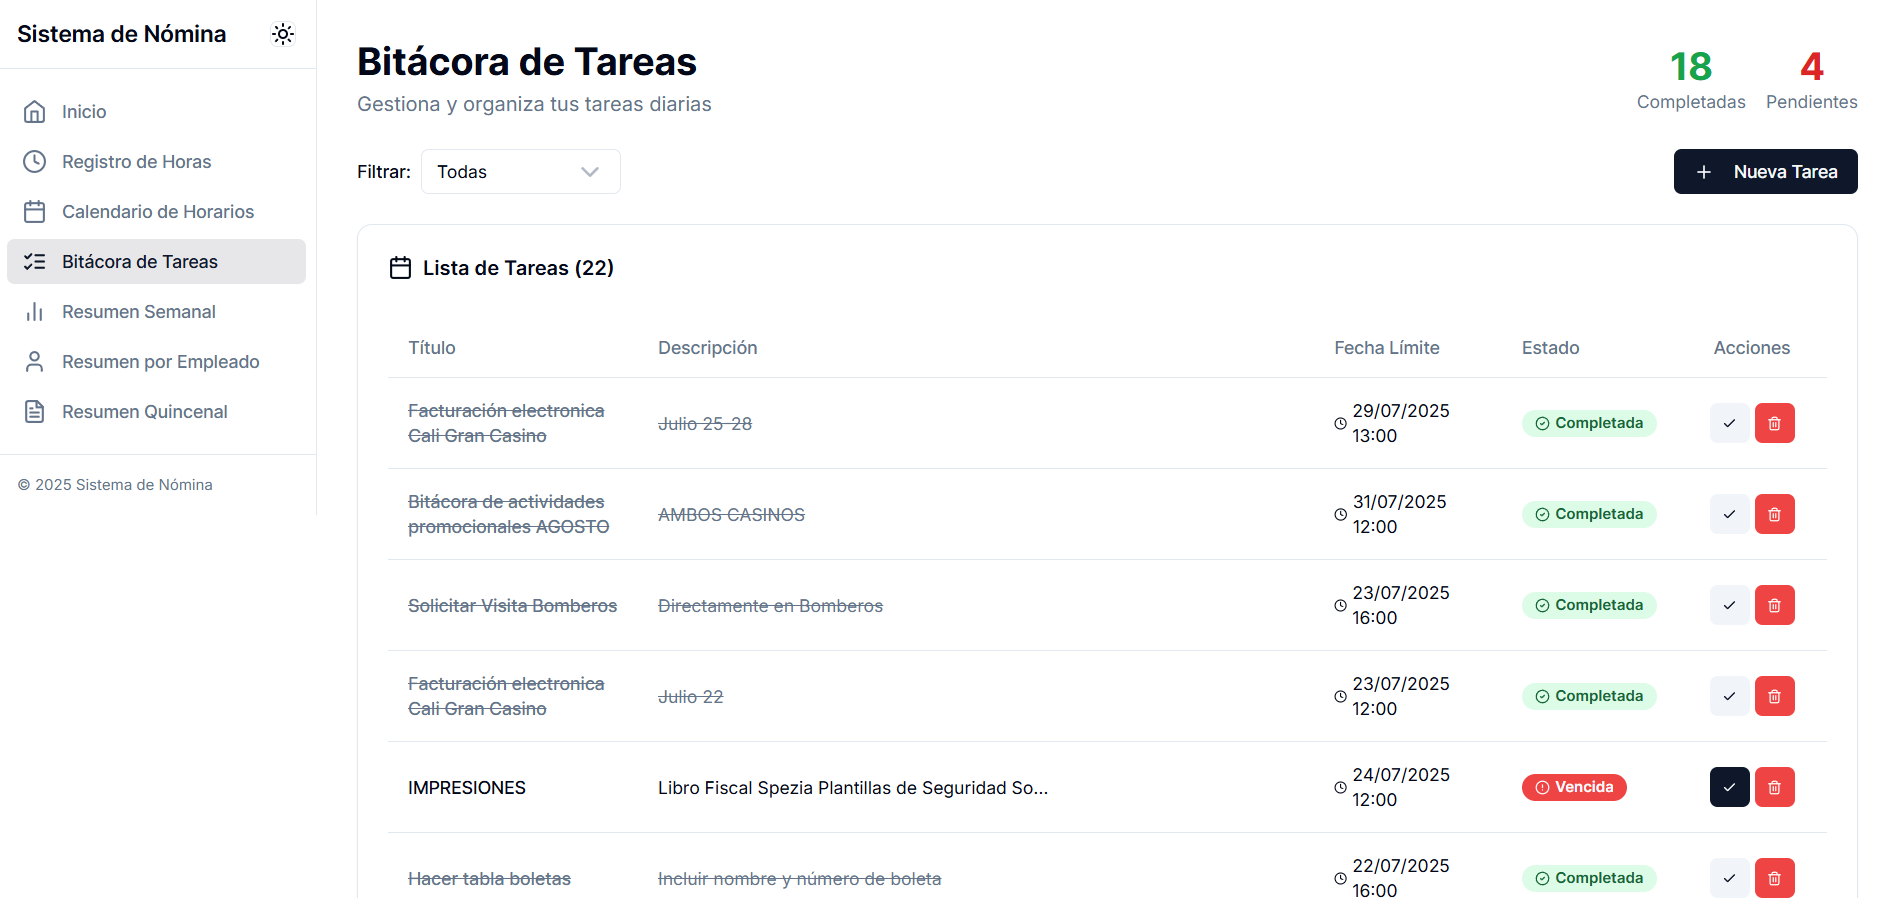 Sistema de Nómina
Inicio
Registro de Horas
Calendario de Horarios
Bitácora de Tareas
Resumen Semanal
Resumen por Empleado
Resumen Quincenal
© 2025 Sistema de Nómina
Bitácora de Tareas
Gestiona y organiza tus tareas diarias
18
Completadas
4
Pendientes
Filtrar:
Todas
+ Nueva Tarea
Lista de Tareas (22)
Título Descripción Fecha Límite Estado Acciones
Facturación electronica
Cali Gran Casino
Julio 25-28
29/07/2025
13:00
Completada
Bitácora de actividades
promocionales AGOSTO
AMBOS CASINOS
31/07/2025
12:00
Completada
Solicitar Visita Bomberos
Directamente en Bomberos
23/07/2025
16:00
Completada
Facturación electronica
Cali Gran Casino
Julio 22
23/07/2025
12:00
Completada
IMPRESIONES
Libro Fiscal Spezia Plantillas de Seguridad So...
24/07/2025
12:00
Vencida
Hacer tabla boletas
Incluir nombre y número de boleta
22/07/2025
16:00
Completada